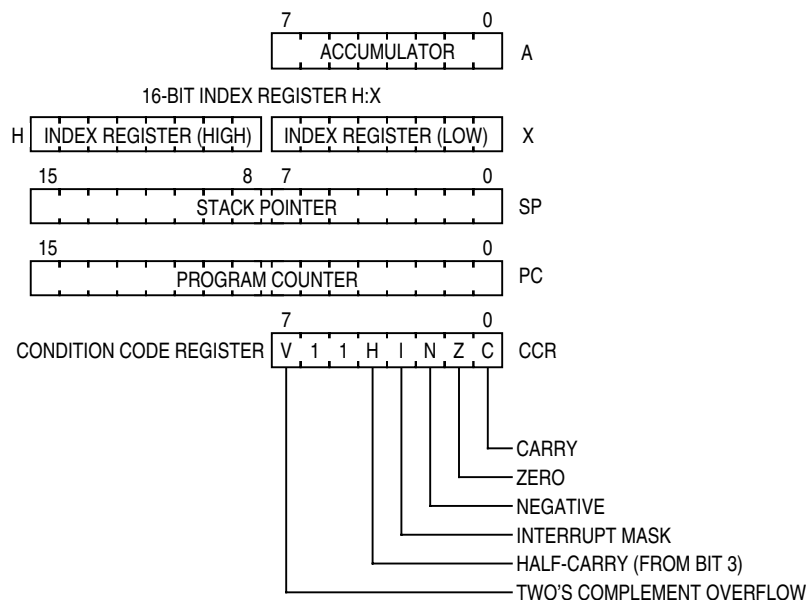 7 0
ACCUMULATOR A
16-BIT INDEX REGISTER H:X
H INDEX REGISTER (HIGH) INDEX REGISTER (LOW) X
15 8 7 0
STACK POINTER SP
15 0
PROGRAM COUNTER PC
7 0
CONDITION CODE REGISTER V 1 1 H I N Z C CCR
CARRY
ZERO
NEGATIVE
INTERRUPT MASK
HALF-CARRY (FROM BIT 3)
TWO'S COMPLEMENT OVERFLOW